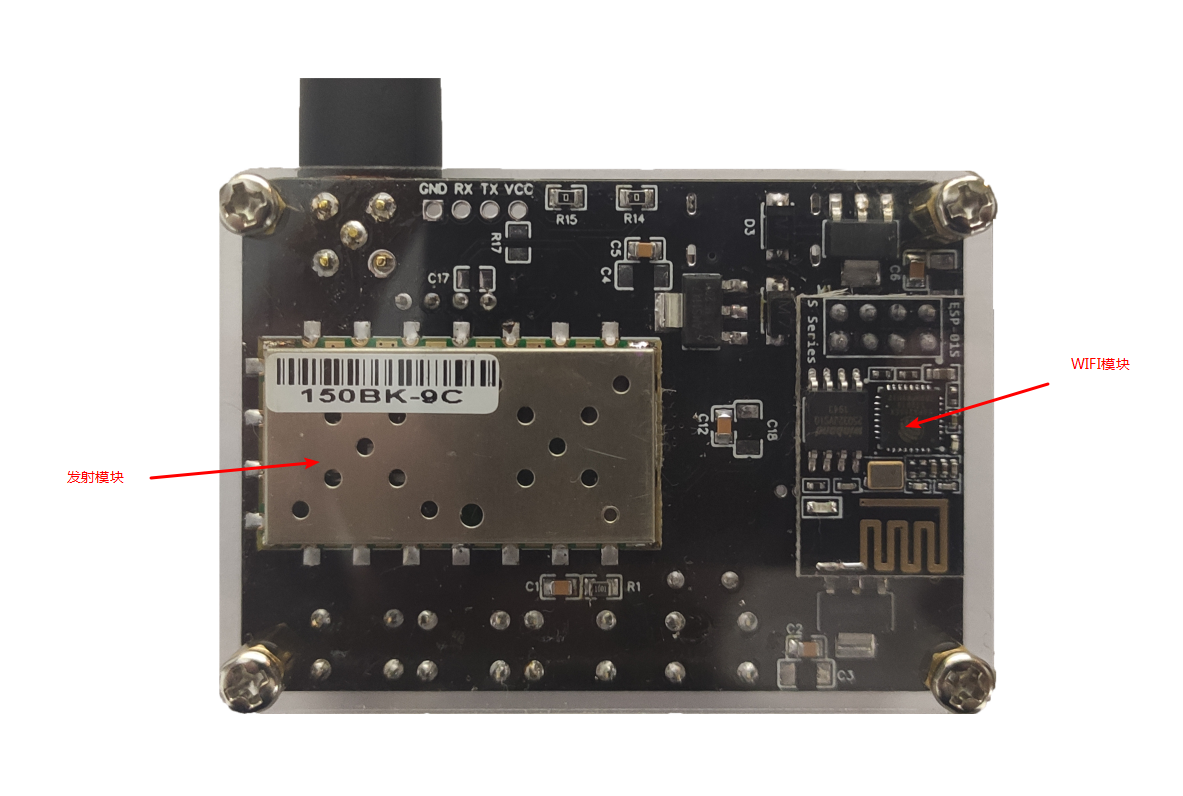 GND RX TX VCC
R15
R14
D3
R17
C5
C4
C6
C17
ESP-01S
S Series
150BK-9C
WIFI模块
C12
C18
发射模块
C1
R1
C2
C3